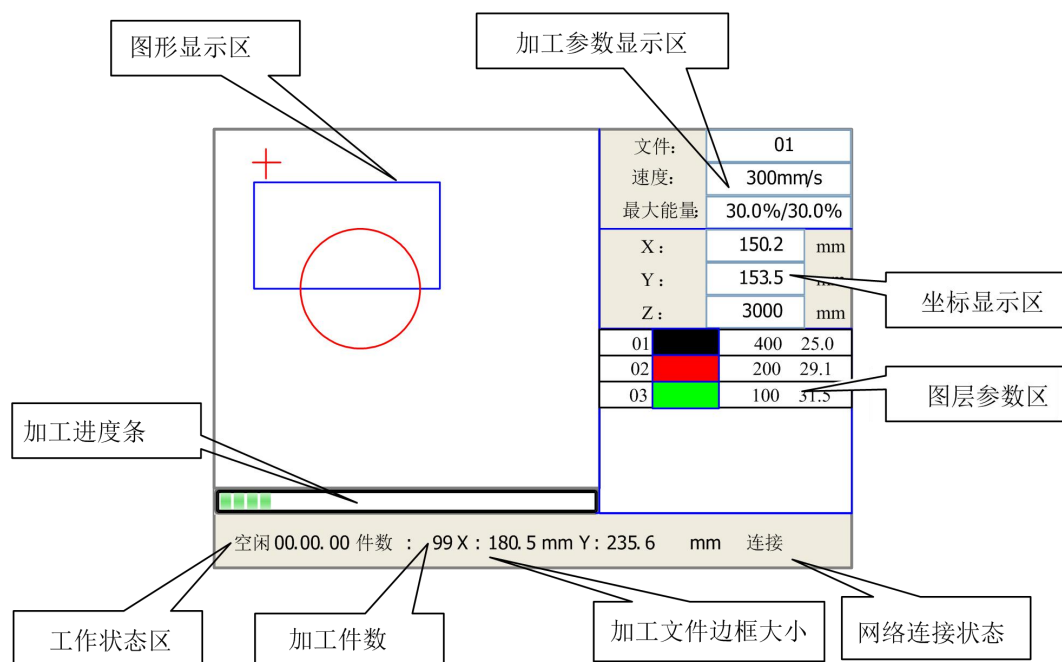 图形显示区
加工参数显示区
文件: 01
速度: 300mm/s
最大能量: 30.0%/30.0%
X: 150.2 mm
Y: 153.5 mm
Z: 3000 mm
坐标显示区
01 400 25.0
02 200 29.1
03 100 31.5
图层参数区
加工进度条
空闲 00.00.00 件数 : 99 X : 180.5 mm Y : 235.6 mm 连接
工作状态区
加工件数
加工文件边框大小
网络连接状态